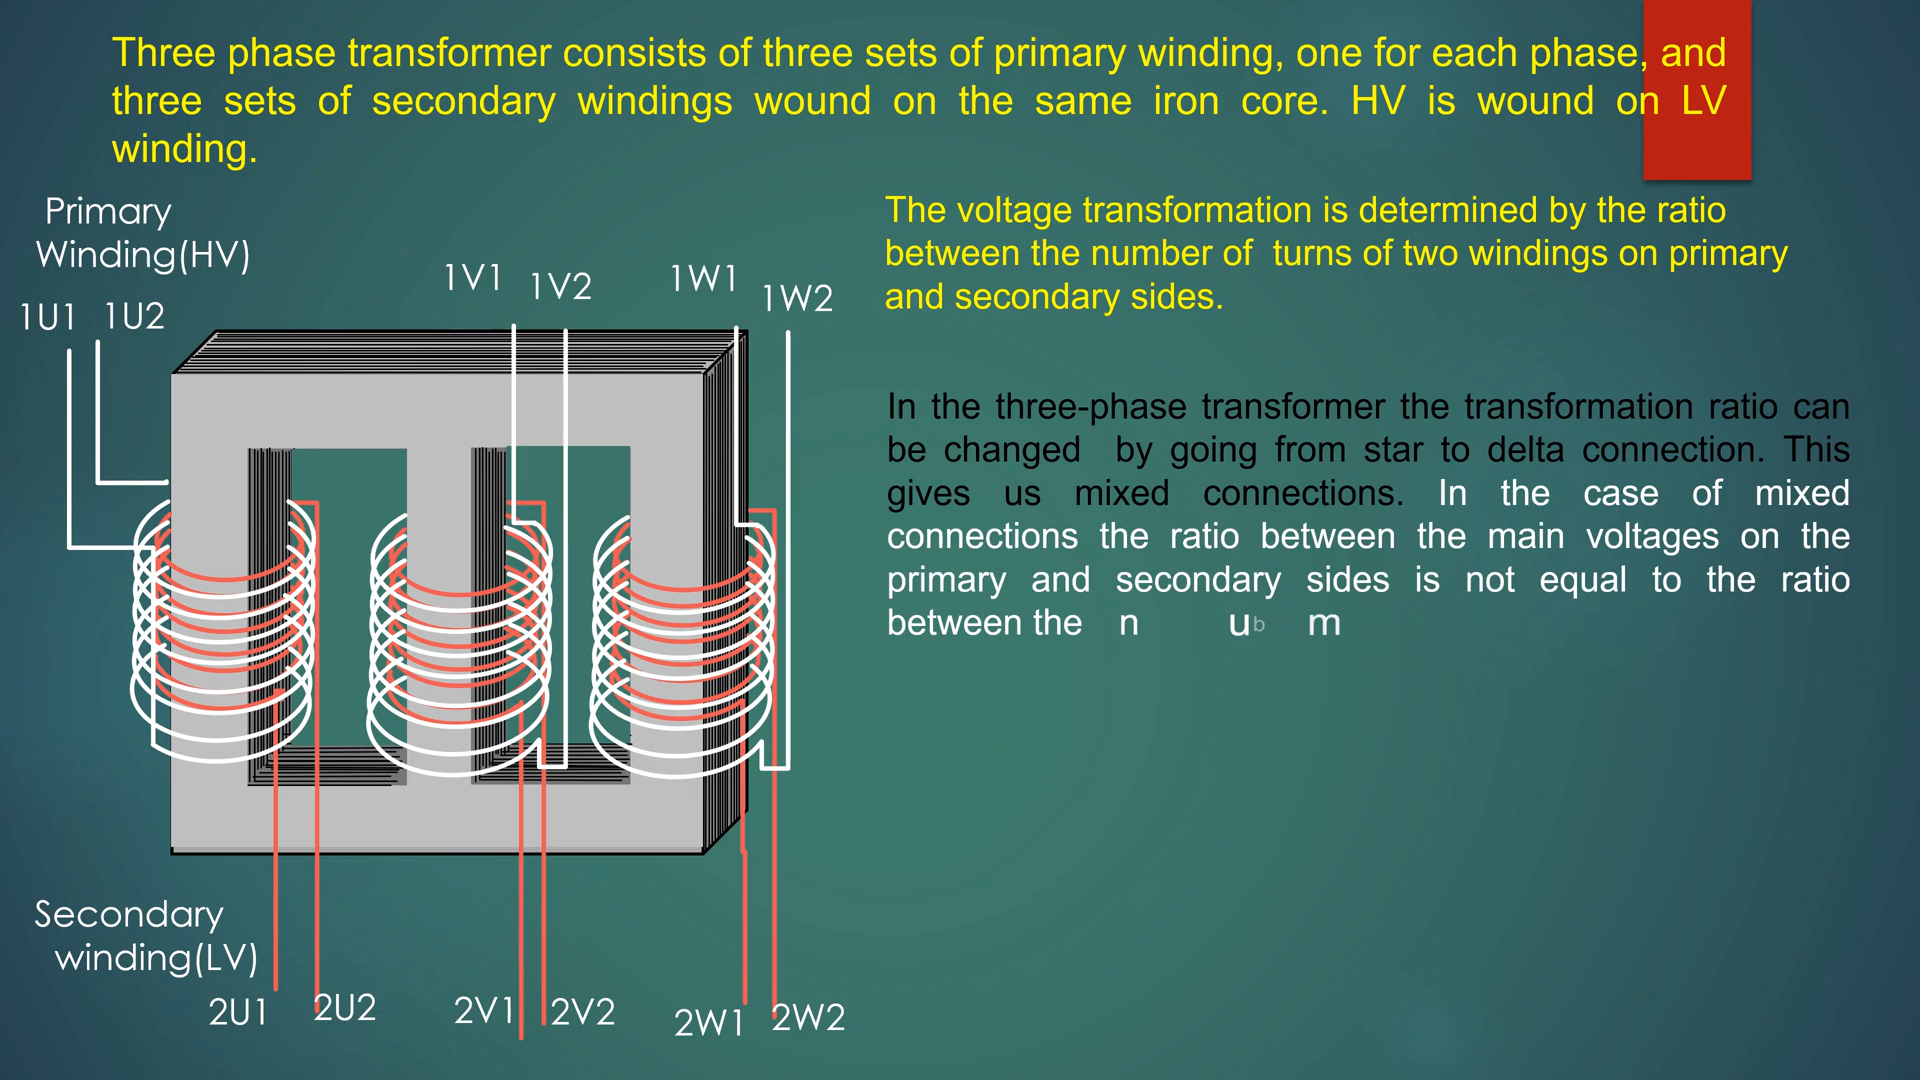 Three phase transformer consists of three sets of primary winding, one for each phase, and
three sets of secondary windings wound on the same iron core. HV is wound on LV
winding.
Primary
Winding(HV)
1U1 1U2
1V1 1V2
1W1 1W2
The voltage transformation is determined by the ratio
between the number of turns of two windings on primary
and secondary sides.
In the three-phase transformer the transformation ratio can
be changed by going from star to delta connection. This
gives us mixed connections. In the case of mixed
connections the ratio between the main voltages on the
primary and secondary sides is not equal to the ratio
between the n u b m
Secondary
winding(LV)
2U1 2U2 2V1 2V2 2W1 2W2